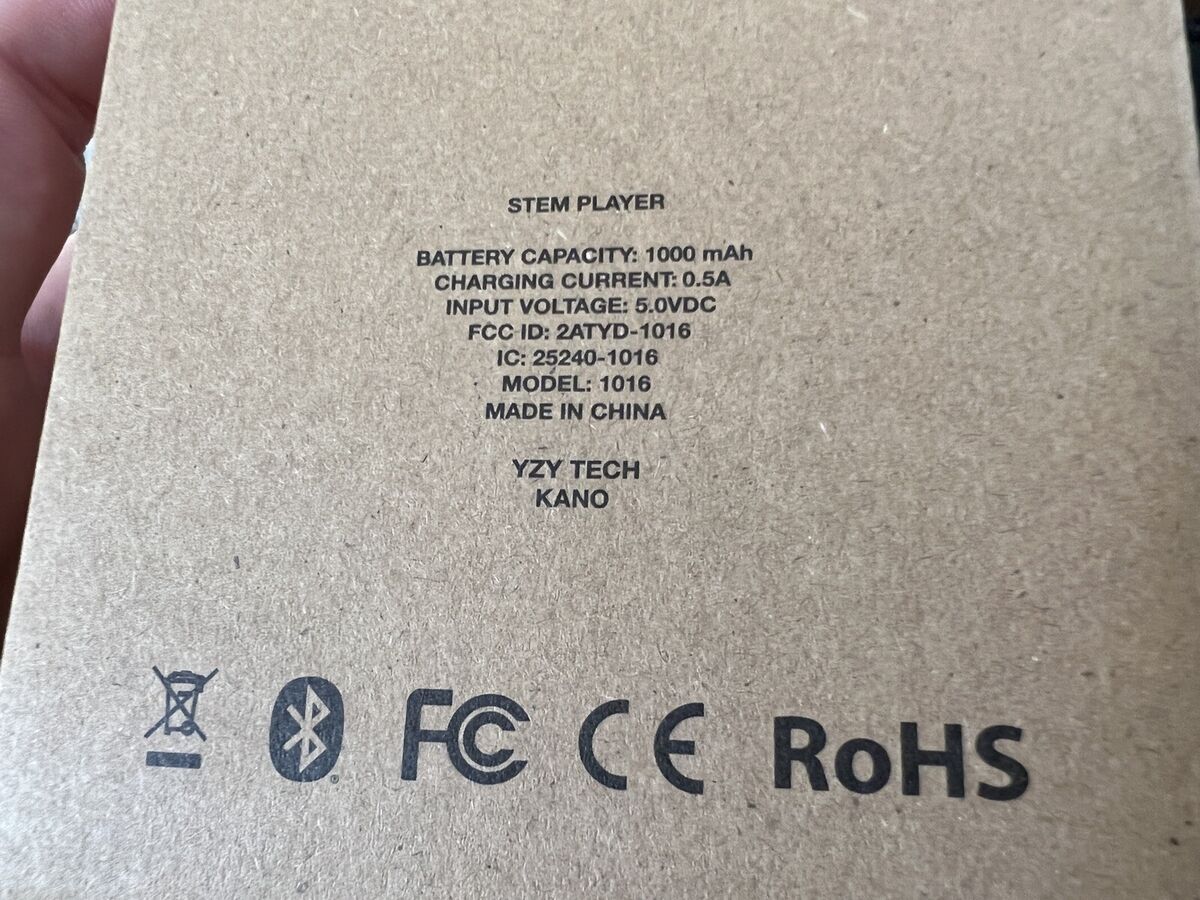 STEM PLAYER
BATTERY CAPACITY: 1000 mAh
CHARGING CURRENT: 0.5A
INPUT VOLTAGE: 5.0VDC
FCC ID: 2ATYD-1016
IC: 25240-1016
MODEL: 1016
MADE IN CHINA
YZY TECH
KANO
FCC CE RoHS